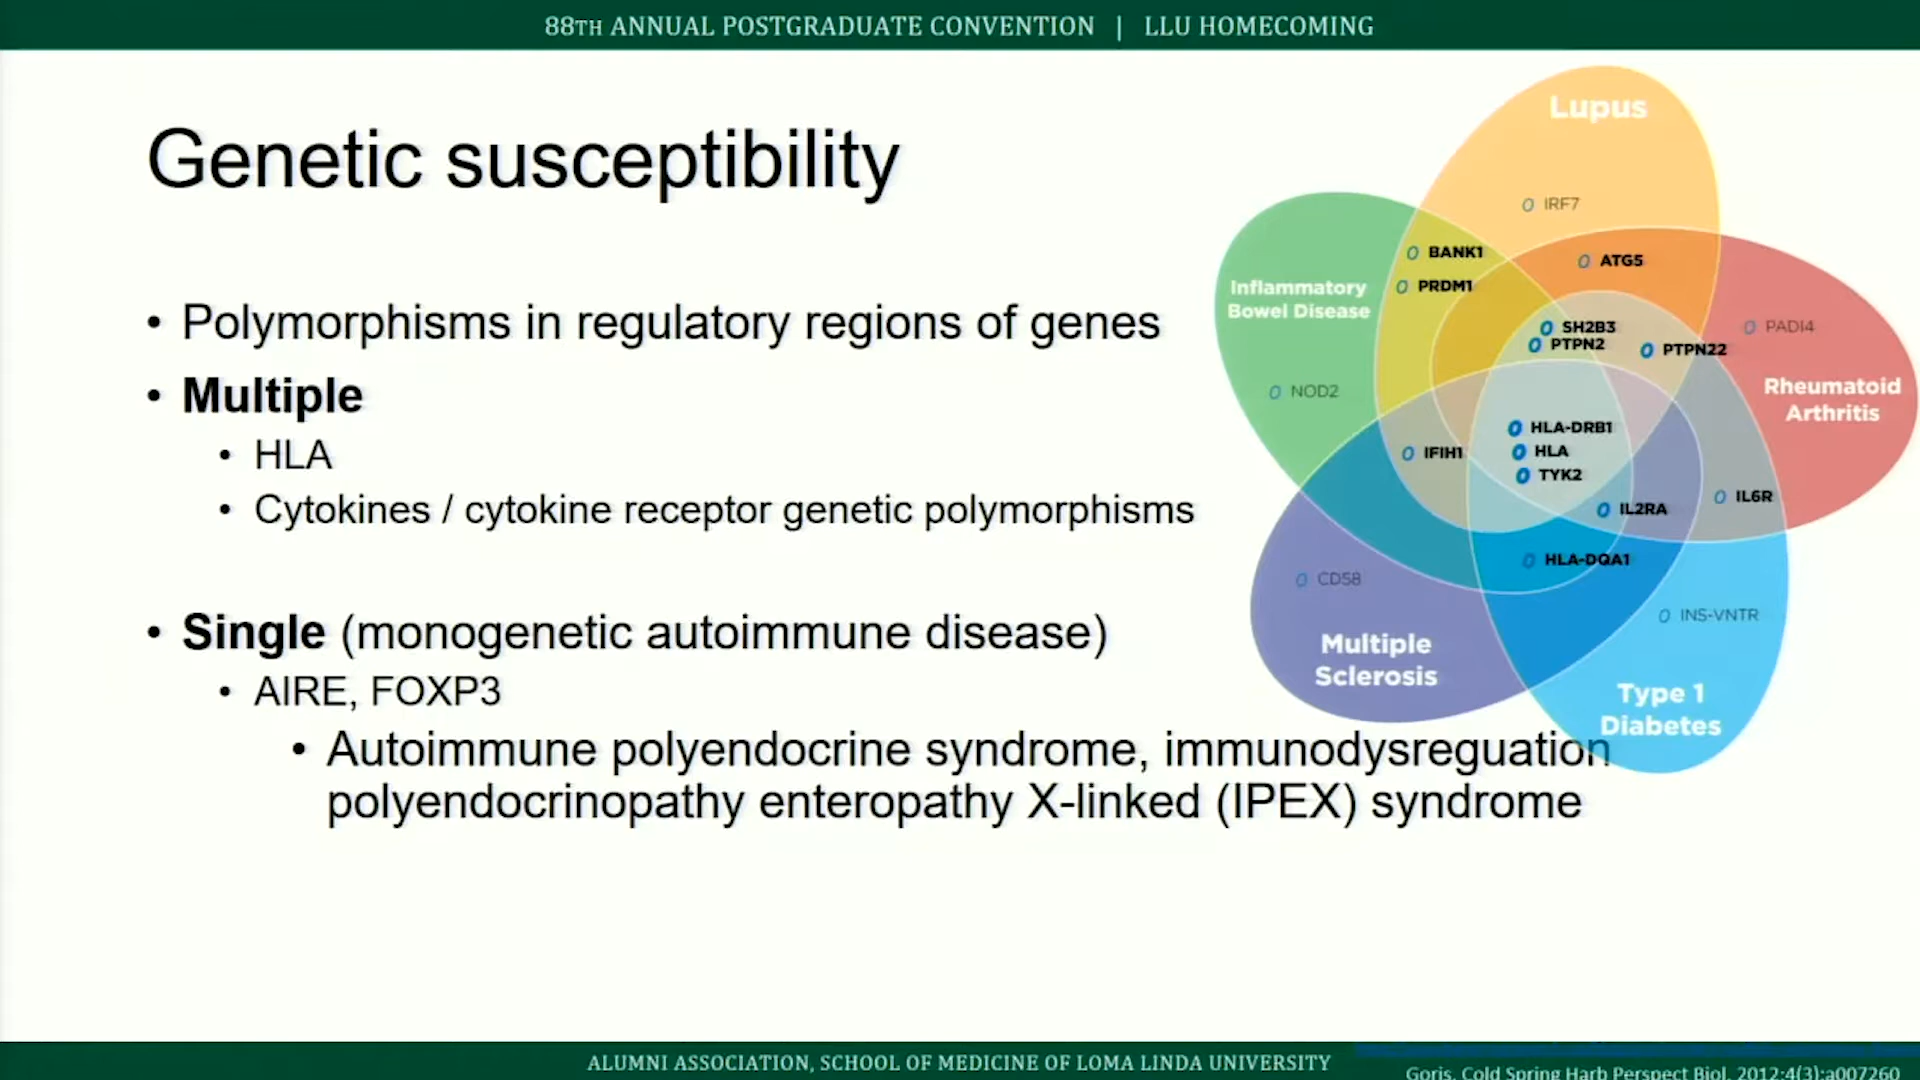 88TH ANNUAL POSTGRADUATE CONVENTION | LLU HOMECOMING
Genetic susceptibility
• Polymorphisms in regulatory regions of genes
• Multiple
• HLA
• Cytokines / cytokine receptor genetic polymorphisms
• Single (monogenetic autoimmune disease)
• AIRE, FOXP3
• Autoimmune polyendocrine syndrome, immunodysreguation
polyendocrinopathy enteropathy X-linked (IPEX) syndrome
Lupus
IRF7
BANK1
ATG5
PRDM1
Inflammatory
Bowel Disease
SH2B3
PTPN2
PTPN22
PADI4
Rheumatoid
Arthritis
NOD2
HLA-DRB1
HLA
TYK2
IFIH1
IL6R
IL2RA
HLA-DQA1
CD58
INS-VNTR
Multiple
Sclerosis
Type 1
Diabetes
ALUMNI ASSOCIATION, SCHOOL OF MEDICINE OF LOMA LINDA UNIVERSITY
Goris. Cold Spring Harb Perspect Biol. 2012;4(3):a007260